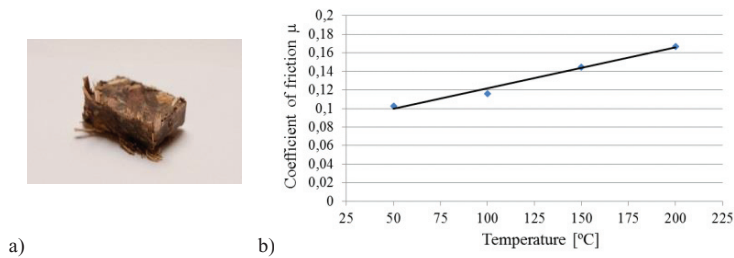 0,2
0,18
0,16
0,14
0,12
0,1
0,08
0,06
0,04
0,02
0
Coefficient of friction μ
25 50 75 100 125 150 175 200 225
Temperature [ºC]
a)
b)